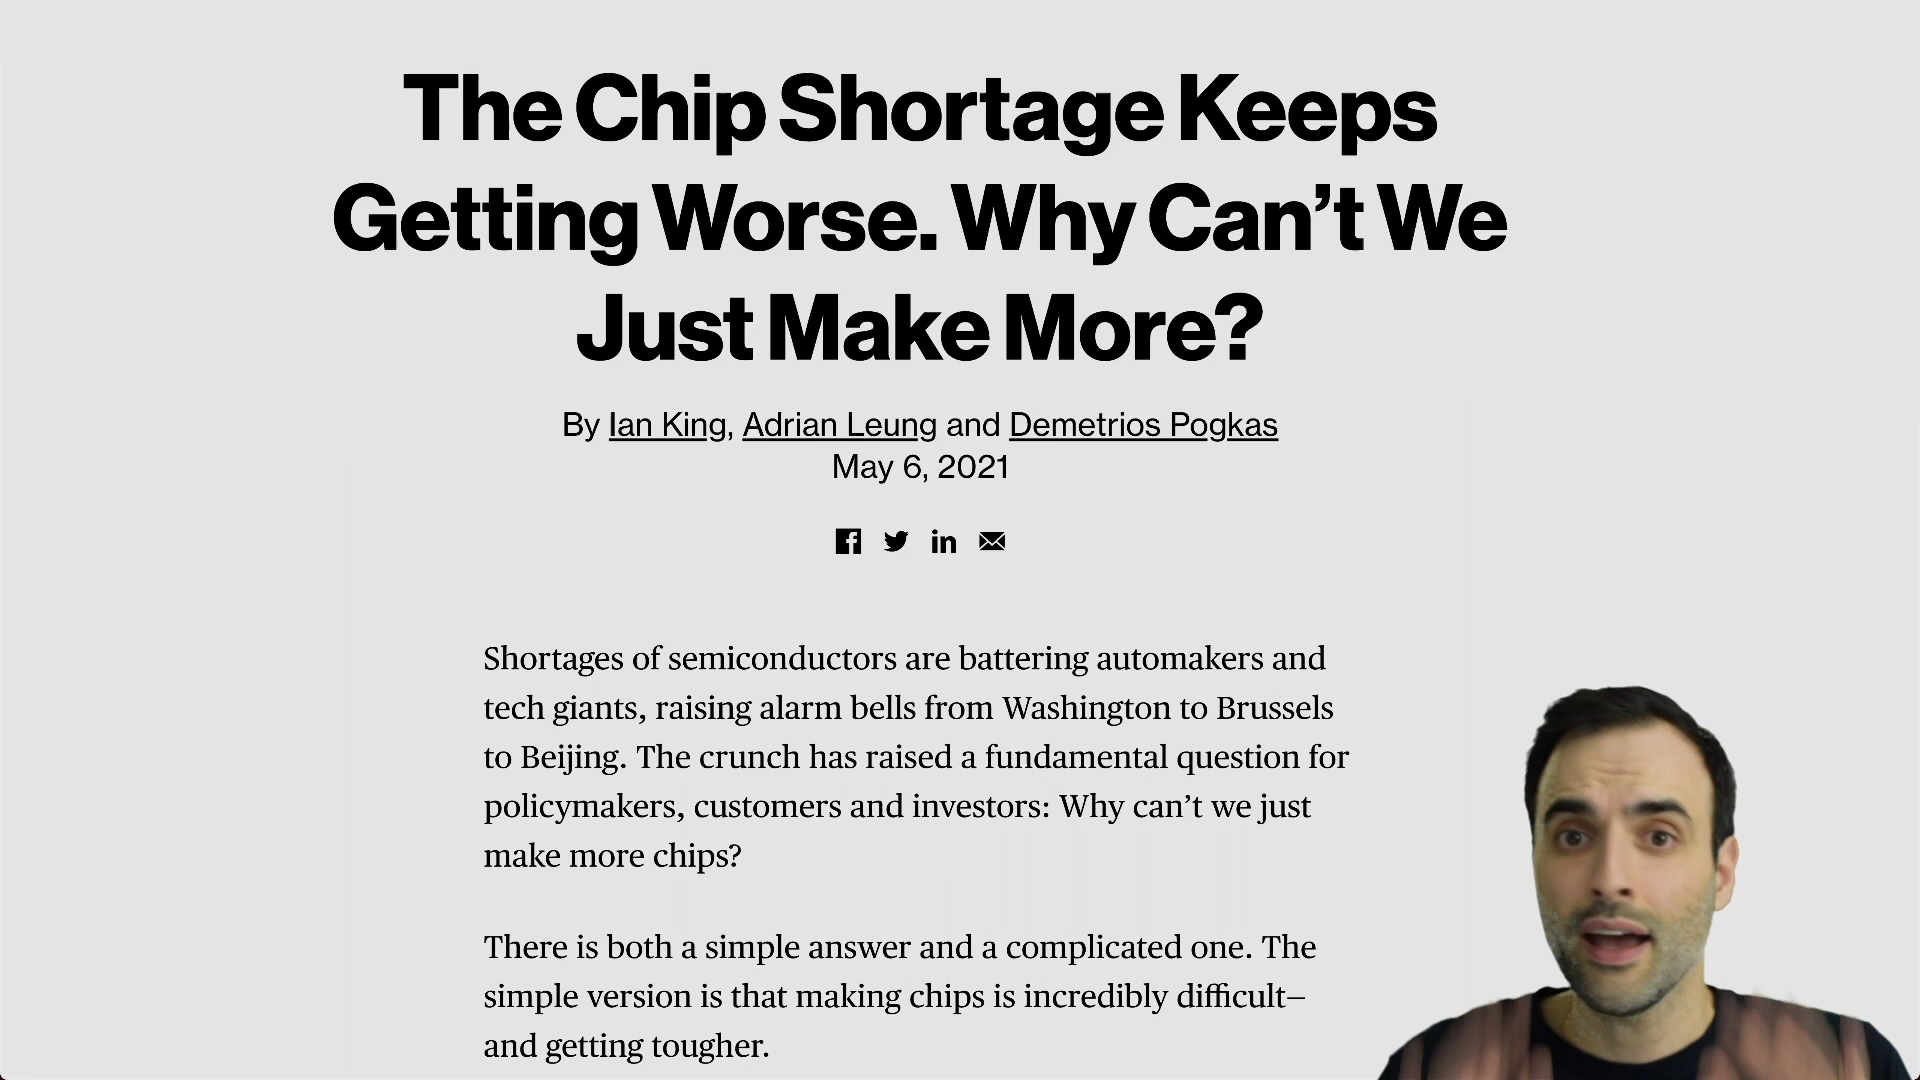 The Chip Shortage Keeps
Getting Worse. Why Can’t We
Just Make More?
By Ian King, Adrian Leung and Demetrios Pogkas
May 6, 2021
Shortages of semiconductors are battering automakers and
tech giants, raising alarm bells from Washington to Brussels
to Beijing. The crunch has raised a fundamental question for
policymakers, customers and investors: Why can’t we just
make more chips?
There is both a simple answer and a complicated one. The
simple version is that making chips is incredibly difficult—
and getting tougher.